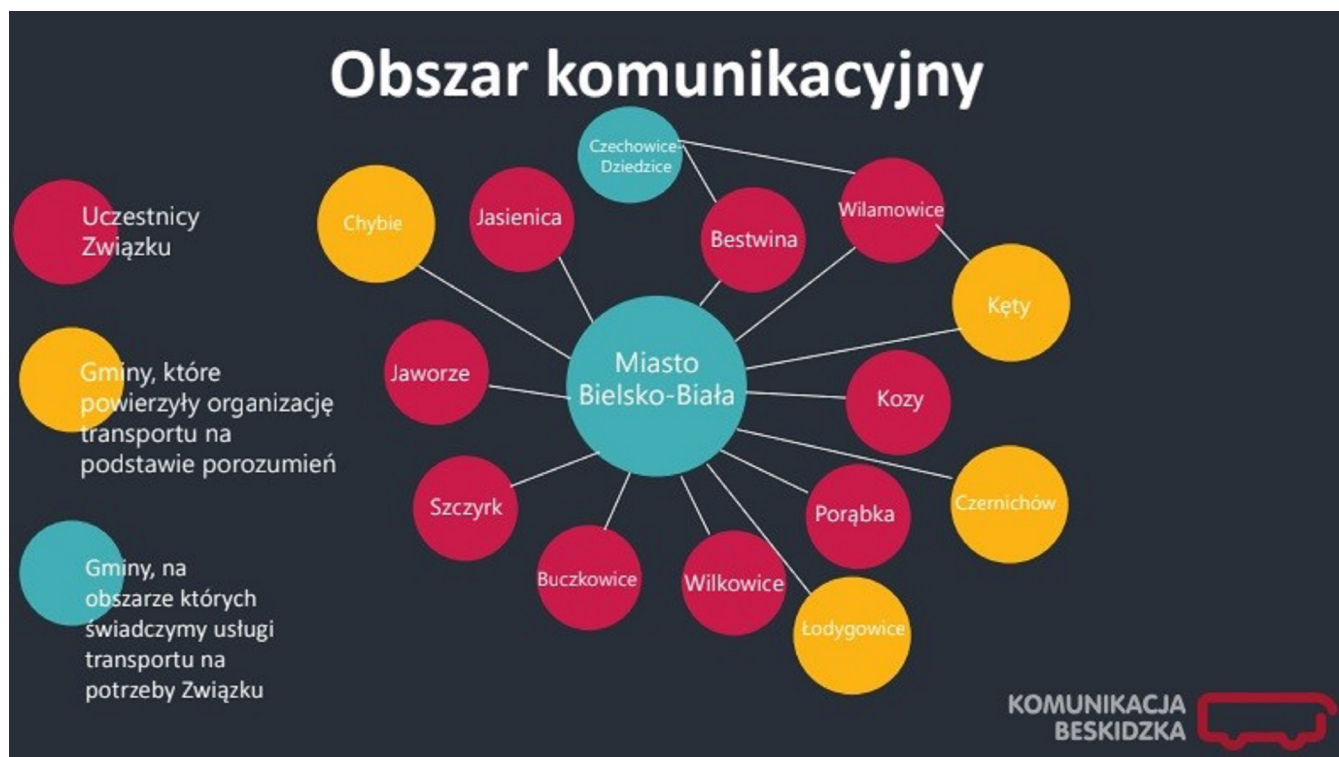 Obszar komunikacyjny
Uczestnicy
Związku
Gminy, które
powierzyły organizację
transportu na
podstawie porozumień
Gminy, na
obszarze których
świadczymy usługi
transportu na
potrzeby Związku
Czechowice-
Dziedzice
Chybie
Jasienica
Bestwina
Wilamowice
Kęty
Miasto
Bielsko-Biała
Jaworze
Kozy
Szczyrk
Porąbka
Czernichów
Buczkowice
Wilkowice
Łodygowice
KOMUNIKACJA
BESKIDZKA